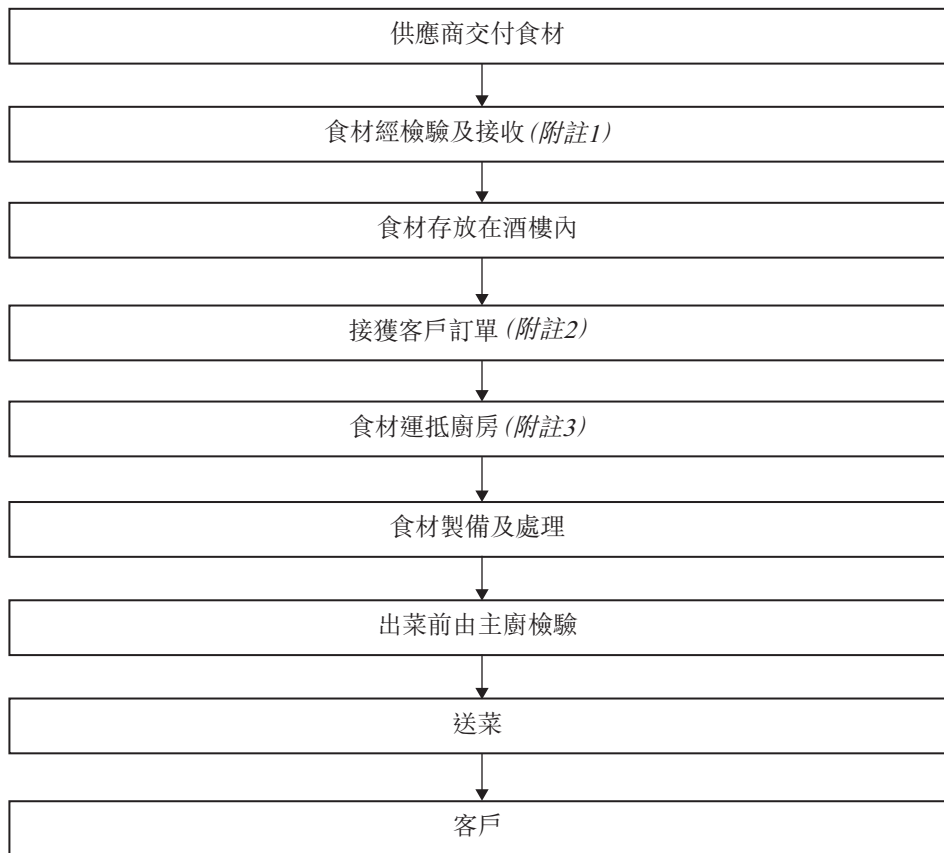 供應商交付食材
食材經檢驗及接收(附註1)
食材存放在酒樓內
接獲客戶訂單(附註2)
食材運抵廚房(附註3)
食材製備及處理
出菜前由主廚檢驗
送菜
客戶